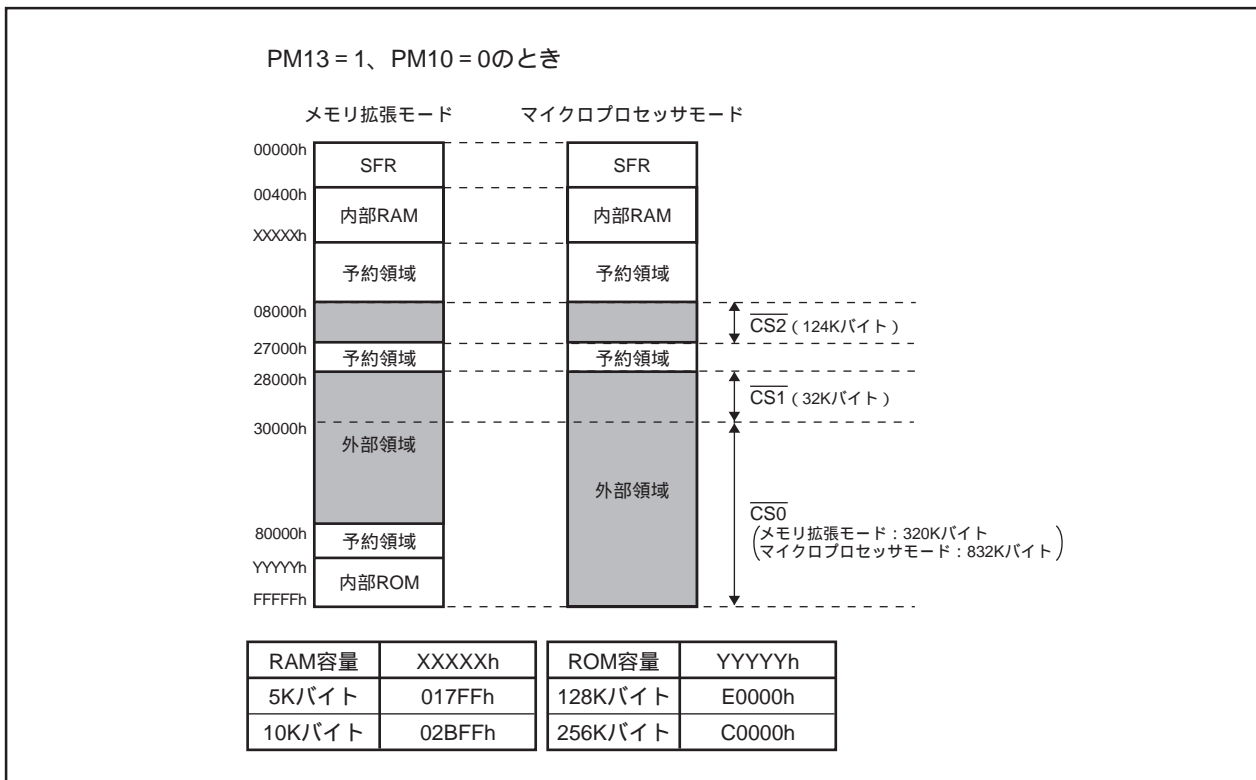 PM13 = 1、PM10 = 0のとき
メモリ拡張モード
マイクロプロセッサモード
00000h
SFR
SFR
00400h
内部RAM
内部RAM
XXXXXh
予約領域
予約領域
08000h
CS2 ( 124Kバイト )
27000h
予約領域
予約領域
28000h
CS1 ( 32Kバイト )
30000h
外部領域
外部領域
CS0
(メモリ拡張モード : 320Kバイト
マイクロプロセッサモード : 832Kバイト)
80000h
予約領域
YYYYYh
内部ROM
FFFFFh
RAM容量 XXXXXh ROM容量 YYYYYh
5Kバイト 017FFh 128Kバイト E0000h
10Kバイト 02BFFh 256Kバイト C0000h